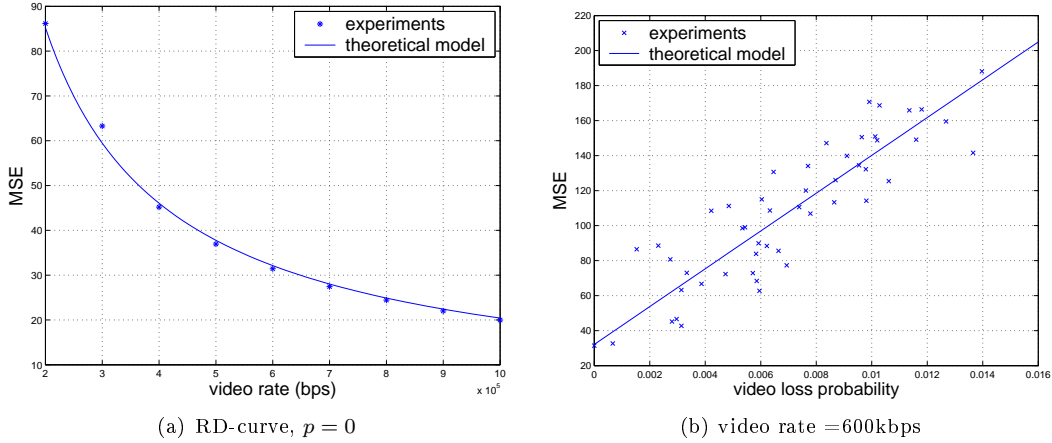 90
80
70
60
50
40
30
20
10
MSE
experiments
theoretical model
2 3 4 5 6 7 8 9 10
x 10^5
video rate (bps)
(a) RD-curve, p = 0
220
200
180
160
140
120
100
80
60
40
20
MSE
experiments
theoretical model
0 0.002 0.004 0.006 0.008 0.01 0.012 0.014 0.016
video loss probability
(b) video rate =600kbps